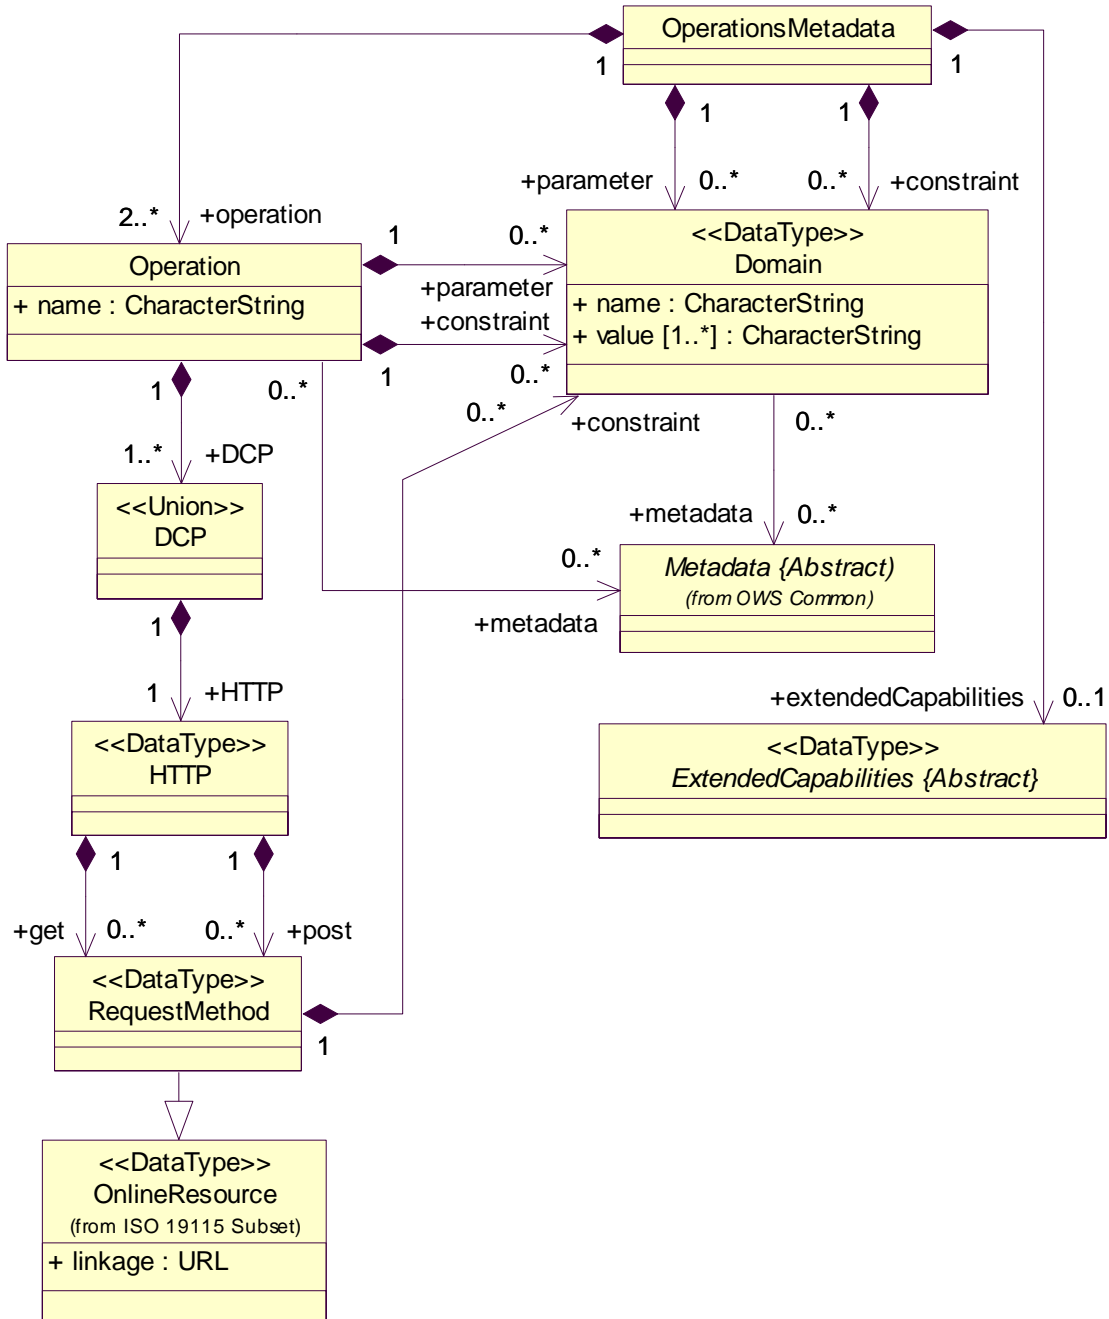 OperationsMetadata
1
1
1
1
+parameter
0..*
0..*
+constraint
2..*
+operation
Operation
+ name : CharacterString
1
0..*
+parameter
+constraint
1
0..*
<<DataType>>
Domain
+ name : CharacterString
+ value [1..*] : CharacterString
1
0..*
0..*
+constraint
0..*
1..*
+DCP
<<Union>>
DCP
+metadata
0..*
0..*
+metadata
Metadata {Abstract)
(from OWS Common)
1
1
+HTTP
+extendedCapabilities
0..1
<<DataType>>
HTTP
<<DataType>>
ExtendedCapabilities {Abstract}
1
1
+get
0..*
0..*
+post
<<DataType>>
RequestMethod
1
<<DataType>>
OnlineResource
(from ISO 19115 Subset)
+ linkage : URL